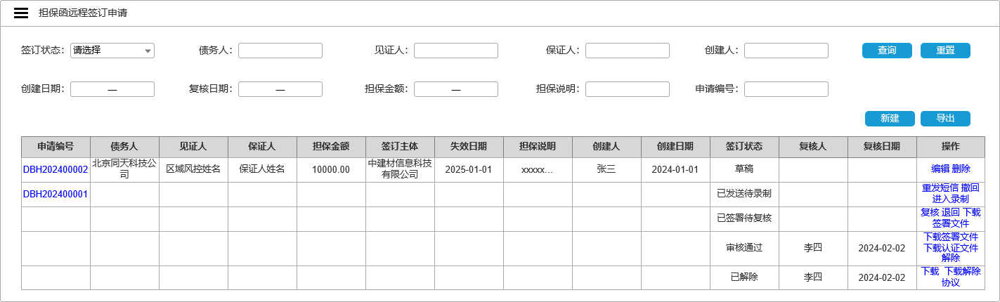 担保函远程签订申请
签订状态： 请选择 债务人： 见证人： 保证人： 创建人： 查询 重置
创建日期： — 复核日期： — 担保金额： — 担保说明： 申请编号：
新建 导出
申请编号 债务人 见证人 保证人 担保金额 签订主体 失效日期 担保说明 创建人 创建日期 签订状态 复核人 复核日期 操作
DBH202400002 北京同天科技公司 区域风控姓名 保证人姓名 10000.00 中建材信息科技有限公司 2025-01-01 xxxxx... 张三 2024-01-01 草稿 编辑 删除
DBH202400001 已发送待录制 重发短信 撤回 进入录制
已签署待复核 复核 退回 下载签署文件
审核通过 李四 2024-02-02 下载签署文件 下载认证文件 解除
已解除 李四 2024-02-02 下载 下载解除协议